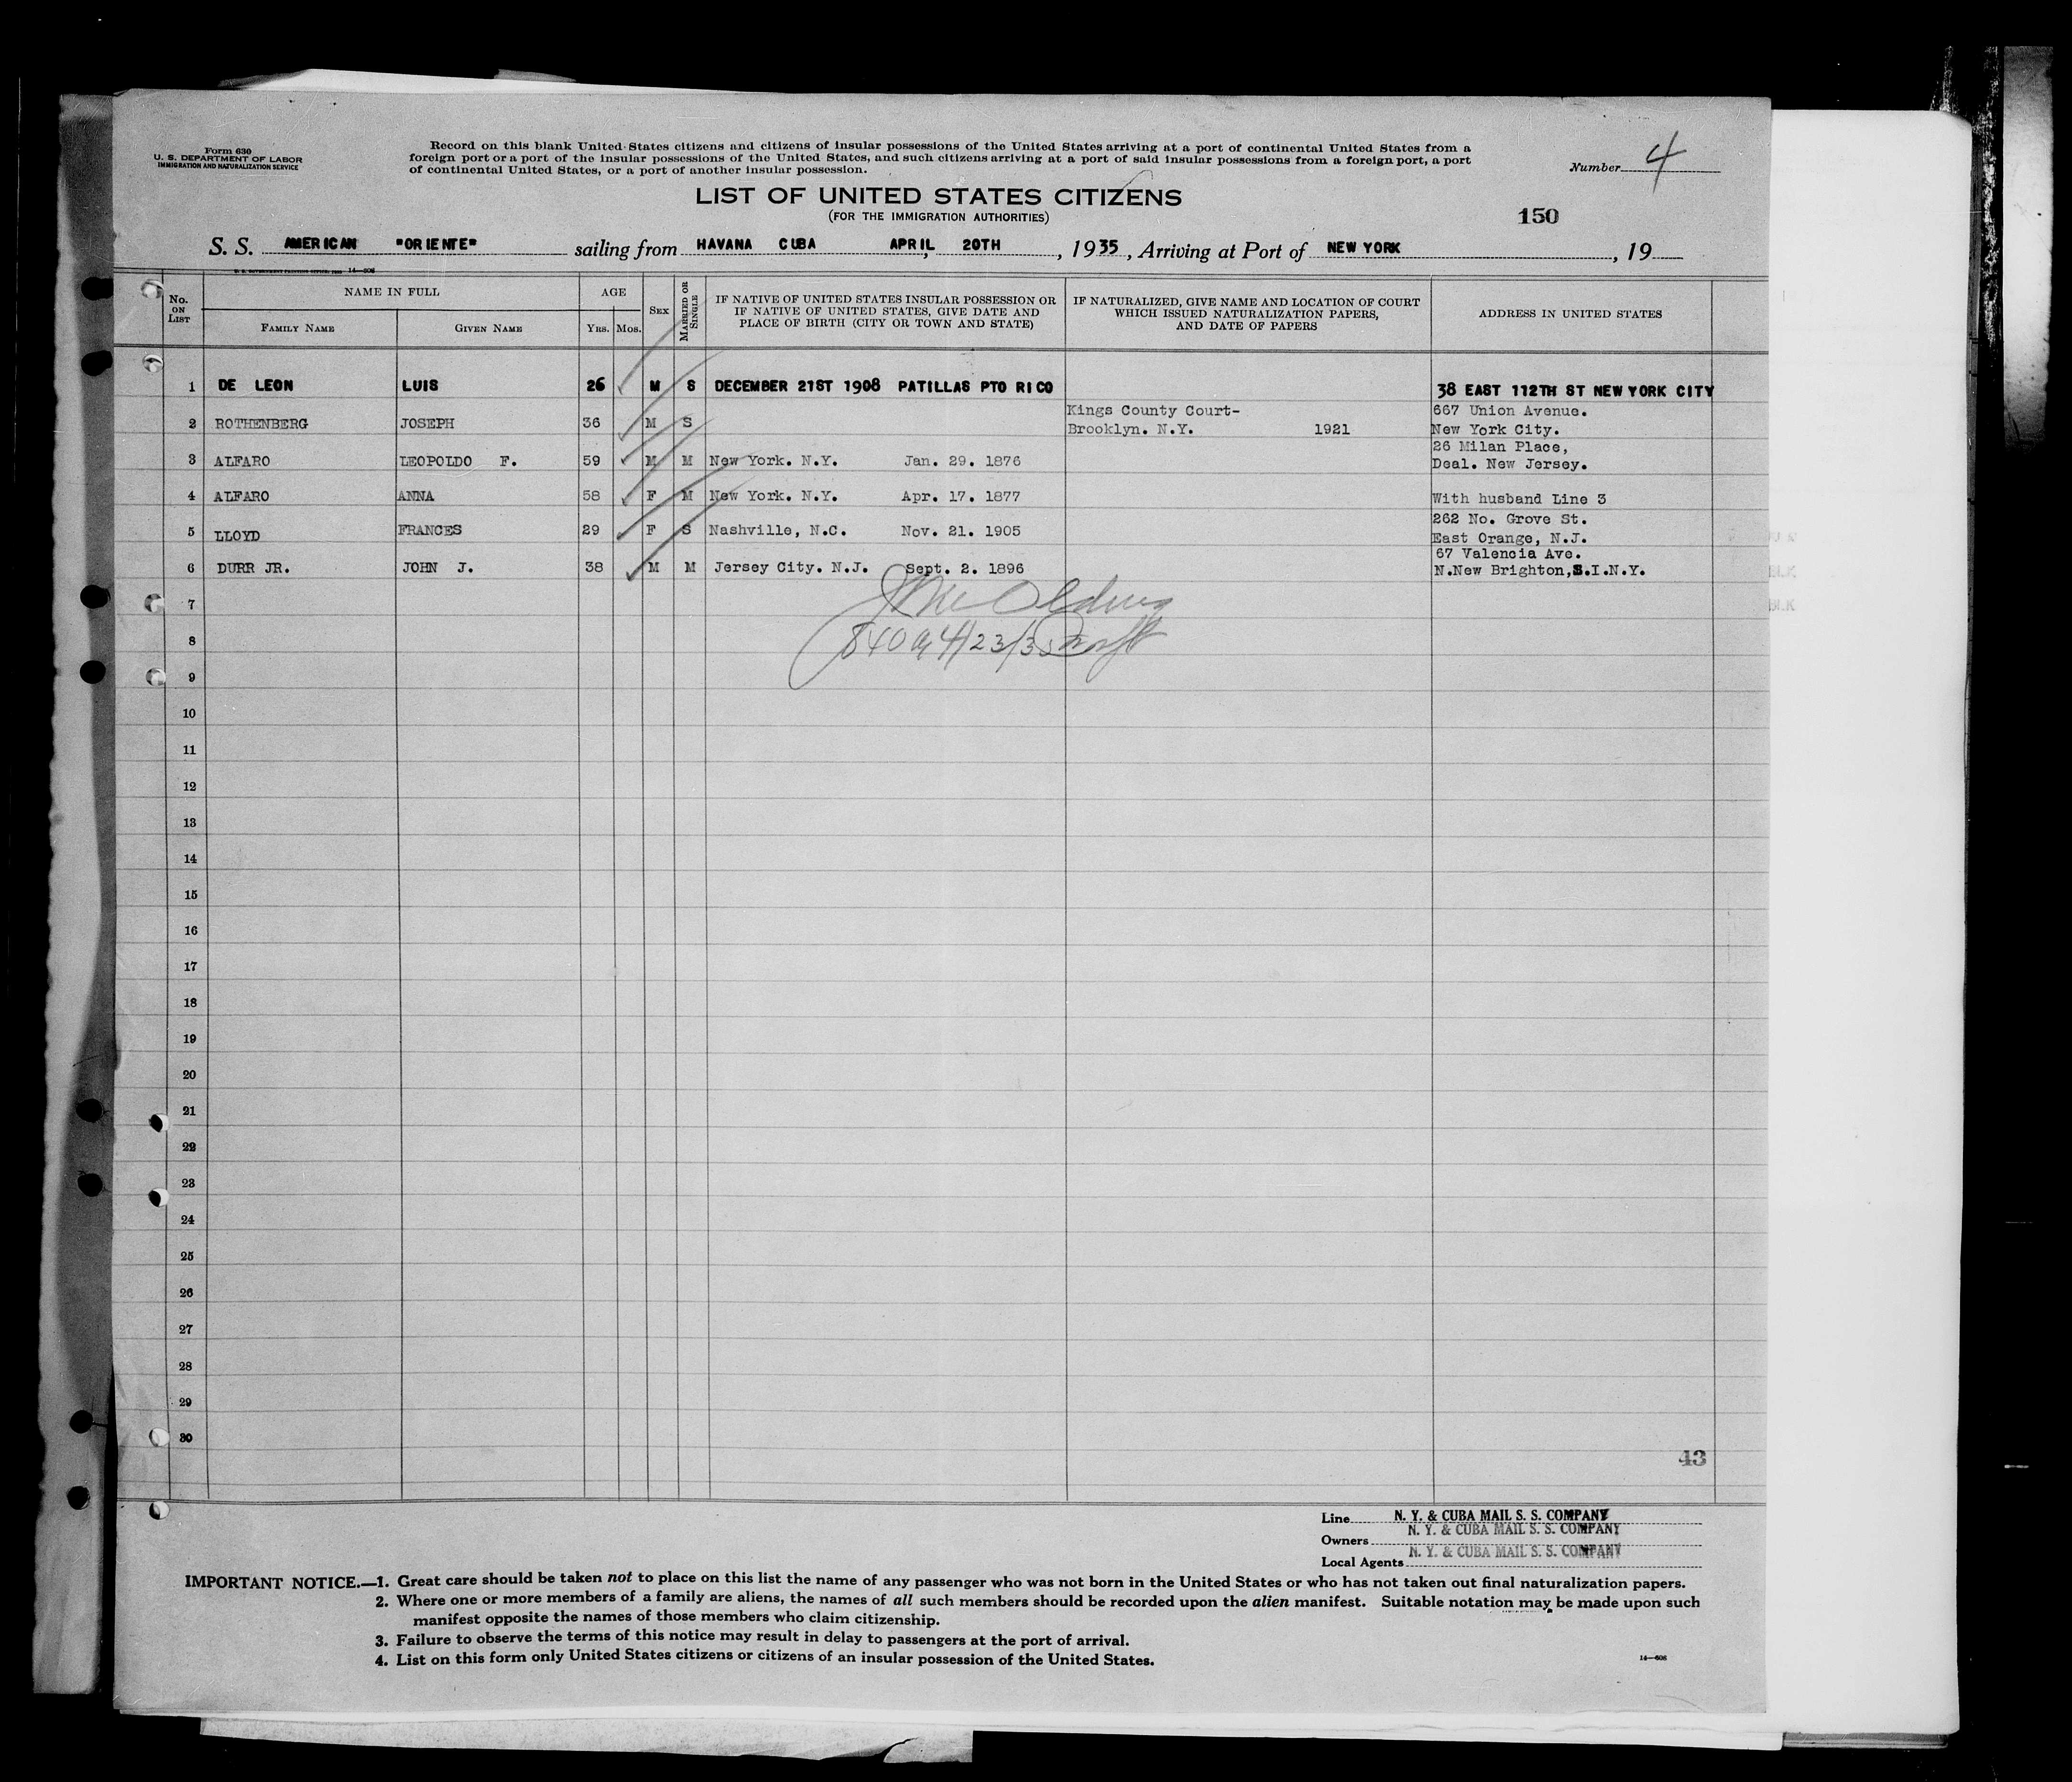 Form 630
U. S. DEPARTMENT OF LABOR
IMMIGRATION AND NATURALIZATION SERVICE
Record on this blank United States citizens and citizens of insular possessions of the United States arriving at a port of continental United States from a
foreign port or a port of the insular possessions of the United States, and such citizens arriving at a port of said insular possessions from a foreign port, a port
of continental United States, or a port of another insular possession.
Number 4
LIST OF UNITED STATES CITIZENS
(FOR THE IMMIGRATION AUTHORITIES)
150
S. S. AMERICAN "ORIENTE" sailing from HAVANA CUBA APRIL, 20TH, 1935, Arriving at Port of NEW YORK, 19
No. ON LIST
NAME IN FULL
FAMILY NAME GIVEN NAME
AGE
YRS. MOS.
SEX
MARRIED OR SINGLE
IF NATIVE OF UNITED STATES INSULAR POSSESSION OR
IF NATIVE OF UNITED STATES, GIVE DATE AND
PLACE OF BIRTH (CITY OR TOWN AND STATE)
IF NATURALIZED, GIVE NAME AND LOCATION OF COURT
WHICH ISSUED NATURALIZATION PAPERS,
AND DATE OF PAPERS
ADDRESS IN UNITED STATES
1 DE LEON LUIS 26 M S DECEMBER 21ST 1908 PATILLAS PTO RICO 38 EAST 112TH ST NEW YORK CITY
2 ROTHENBERG JOSEPH 36 M S Kings County Court-
Brooklyn. N.Y. 1921
667 Union Avenue.
New York City.
3 ALFARO LEOPOLDO F. 59 M M New York. N.Y. Jan. 29. 1876
26 Milan Place,
Deal. New Jersey.
4 ALFARO ANNA 58 F M New York. N.Y. Apr. 17. 1877 With husband Line 3
5 LLOYD FRANCES 29 F S Nashville, N.C. Nov. 21. 1905
262 No. Grove St.
East Orange, N.J.
6 DURR JR. JOHN J. 38 M M Jersey City. N.J. Sept. 2. 1896
67 Valencia Ave.
N.New Brighton,S.I.N.Y.
7
8 4/23/35
9
10
11
12
13
14
15
16
17
18
19
20
21
22
23
24
25
26
27
28
29
30
43
Line N. Y. & CUBA MAIL S. S. COMPANY
Owners N. Y. & CUBA MAIL S. S. COMPANY
Local Agents N. Y. & CUBA MAIL S. S. COMPANY
IMPORTANT NOTICE.—1. Great care should be taken not to place on this list the name of any passenger who was not born in the United States or who has not taken out final naturalization papers.
2. Where one or more members of a family are aliens, the names of all such members should be recorded upon the alien manifest. Suitable notation may be made upon such
manifest opposite the names of those members who claim citizenship.
3. Failure to observe the terms of this notice may result in delay to passengers at the port of arrival.
4. List on this form only United States citizens or citizens of an insular possession of the United States.
14—608